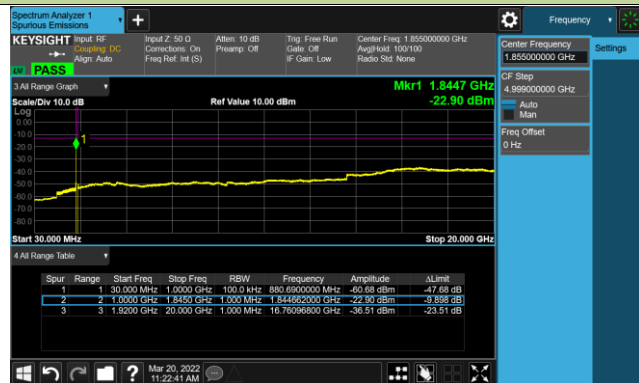 Spectrum Analyzer 1
Spurious Emissions
Frequency
KEYSIGHT Input: RF
Coupling: DC
Align: Auto
Input Z: 50 Ω
Corrections: On
Freq Ref: Int (S)
Atten: 10 dB
Preamp: Off
Trig: Free Run
Gate: Off
IF Gain: Low
Center Freq: 1.855000000 GHz
Avg|Hold: 100/100
Radio Std: None
PASS
Center Frequency
1.855000000 GHz
Settings
CF Step
4.999000000 GHz
Auto
Man
Freq Offset
0 Hz
3 All Range Graph
Mkr1 1.8447 GHz
Scale/Div 10.0 dB
Ref Value 10.00 dBm
-22.90 dBm
Log
0.00
-10.0
-20.0
-30.0
-40.0
-50.0
-60.0
-70.0
-80.0
1
Start 30.000 MHz
Stop 20.000 GHz
4 All Range Table
Spur Range Start Freq Stop Freq RBW Frequency Amplitude ΔLimit
1 1 30.000 MHz 1.0000 GHz 100.0 kHz 880.6900000 MHz -60.68 dBm -47.68 dB
2 2 1.0000 GHz 1.8450 GHz 1.000 MHz 1.844662000 GHz -22.90 dBm -9.898 dB
3 3 1.9200 GHz 20.000 GHz 1.000 MHz 16.76096800 GHz -36.51 dBm -23.51 dB
Mar 20, 2022
11:22:41 AM